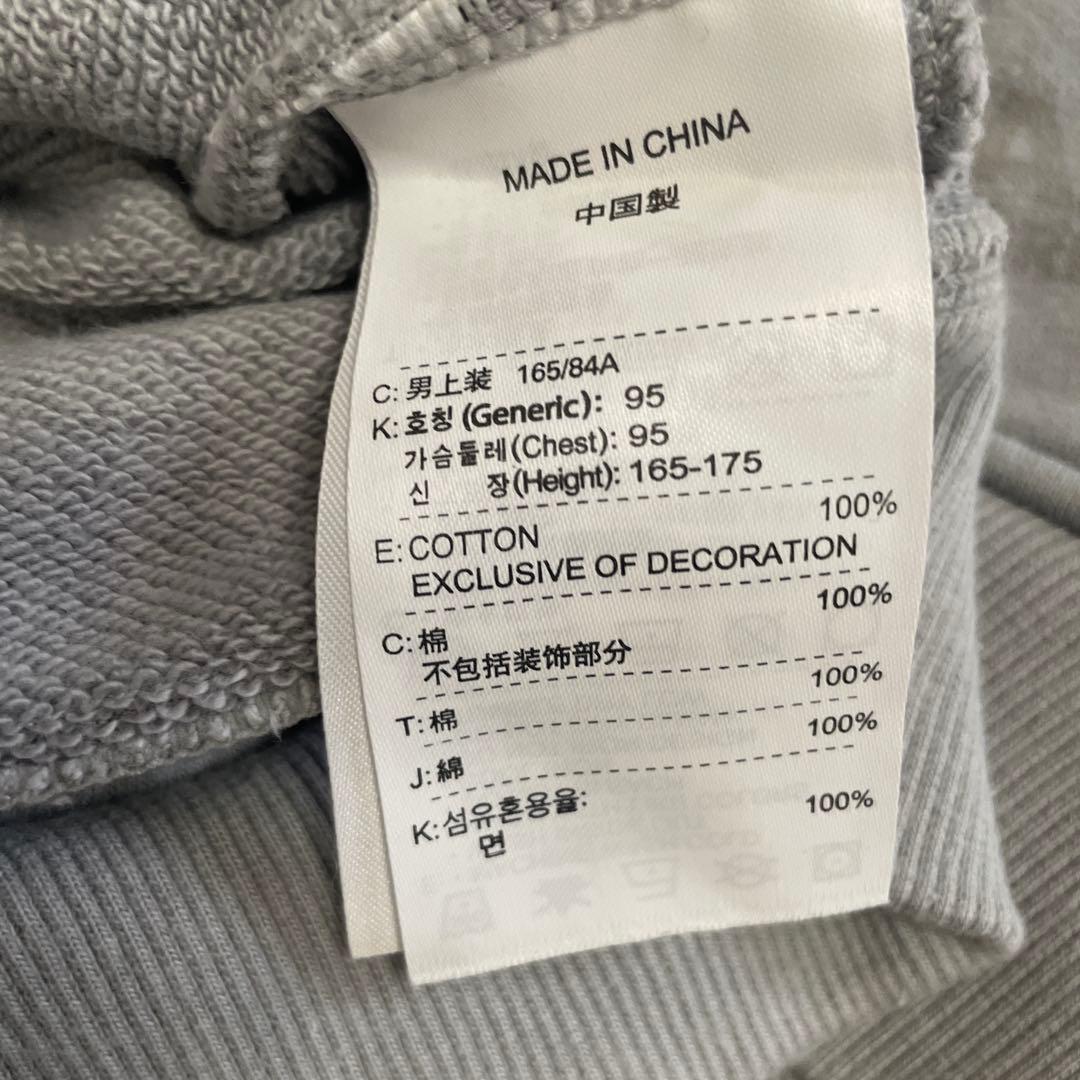 MADE IN CHINA
中国製
C: 男上装 165/84A
K: 호칭 (Generic): 95
가슴둘레(Chest): 95
신 장(Height): 165-175
E: COTTON 100%
EXCLUSIVE OF DECORATION
C: 棉 100%
不包括装饰部分
T: 棉 100%
J: 綿 100%
K: 섬유혼용율:
면 100%